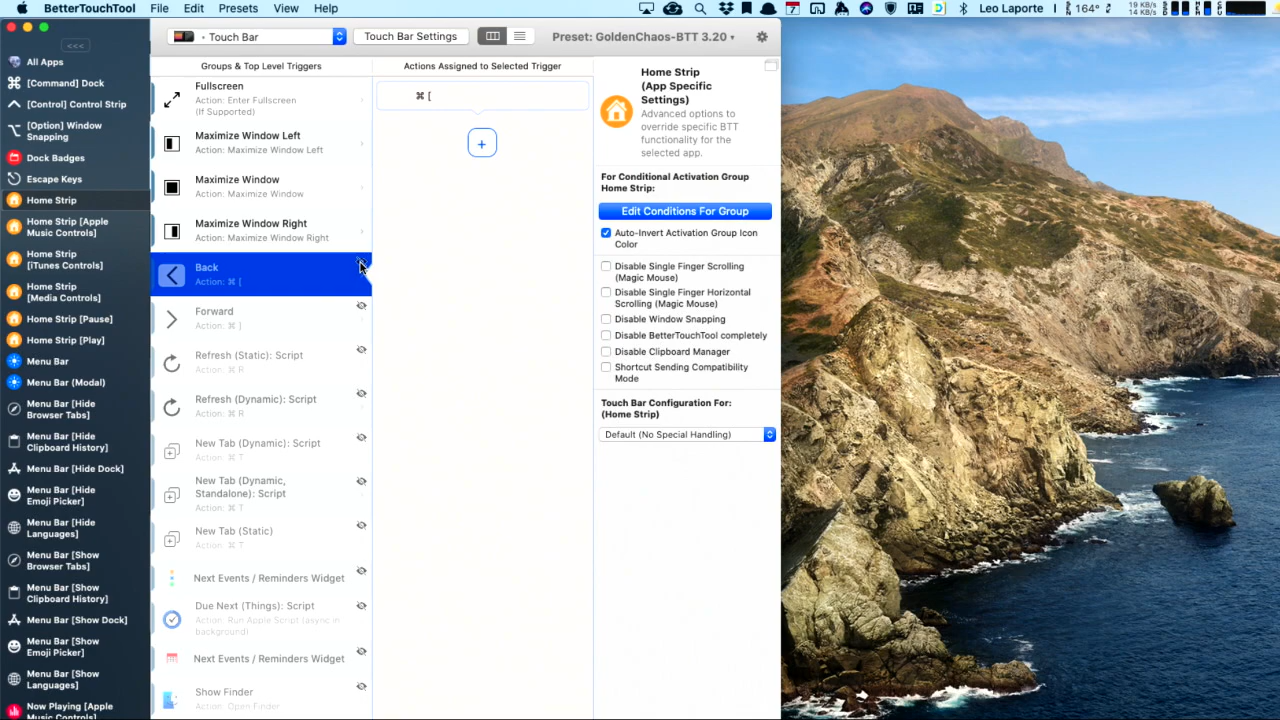 BetterTouchTool File Edit Presets View Help
7 Leo Laporte 164° 19 KB/s 14 KB/s
Touch Bar Touch Bar Settings Preset: GoldenChaos-BTT 3.20
<<<
All Apps
[Command] Dock
[Control] Control Strip
[Option] Window
Snapping
Dock Badges
Escape Keys
Home Strip
Home Strip [Apple
Music Controls]
Home Strip
[iTunes Controls]
Home Strip
[Media Controls]
Home Strip [Pause]
Home Strip [Play]
Menu Bar
Menu Bar (Modal)
Menu Bar [Hide
Browser Tabs]
Menu Bar [Hide
Clipboard History]
Menu Bar [Hide Dock]
Menu Bar [Hide
Emoji Picker]
Menu Bar [Hide
Languages]
Menu Bar [Show
Browser Tabs]
Menu Bar [Show
Clipboard History]
Menu Bar [Show Dock]
Menu Bar [Show
Emoji Picker]
Menu Bar [Show
Languages]
Now Playing [Apple
Music Controls]
Groups & Top Level Triggers
Fullscreen
Action: Enter Fullscreen
(If Supported)
Maximize Window Left
Action: Maximize Window Left
Maximize Window
Action: Maximize Window
Maximize Window Right
Action: Maximize Window Right
Back
Action: ⌘ [
Forward
Action: ⌘ ]
Refresh (Static): Script
Action: ⌘ R
Refresh (Dynamic): Script
Action: ⌘ R
New Tab (Dynamic): Script
Action: ⌘ T
New Tab (Dynamic,
Standalone): Script
Action: ⌘ T
New Tab (Static)
Action: ⌘ T
Next Events / Reminders Widget
Due Next (Things): Script
Action: Run Apple Script (async in
background)
Next Events / Reminders Widget
Show Finder
Action: Open Finder
Actions Assigned to Selected Trigger
⌘ [
+
Home Strip
(App Specific
Settings)
Advanced options to
override specific BTT
functionality for the
selected app.
For Conditional Activation Group
Home Strip:
Edit Conditions For Group
Auto-Invert Activation Group Icon
Color
Disable Single Finger Scrolling
(Magic Mouse)
Disable Single Finger Horizontal
Scrolling (Magic Mouse)
Disable Window Snapping
Disable BetterTouchTool completely
Disable Clipboard Manager
Shortcut Sending Compatibility
Mode
Touch Bar Configuration For:
(Home Strip)
Default (No Special Handling)